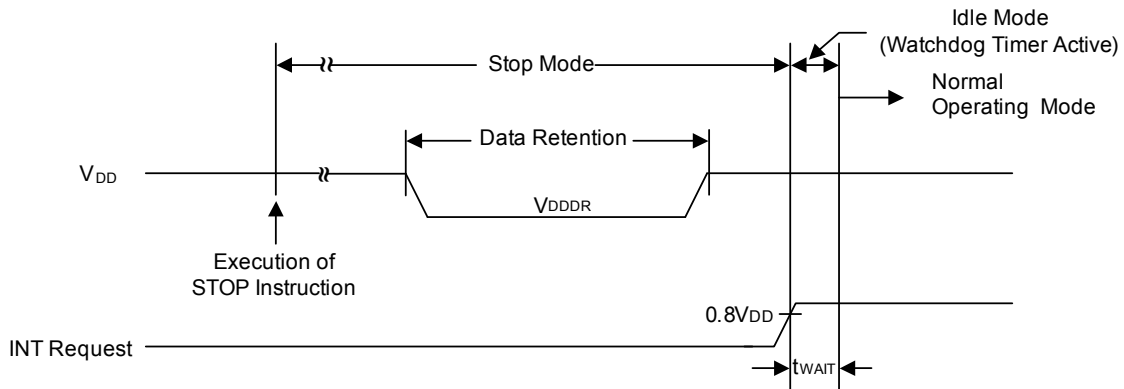 Idle Mode
(Watchdog Timer Active)
Stop Mode
Normal
Operating Mode
Data Retention
VDD
VDDDR
Execution of
STOP Instruction
0.8VDD
INT Request
tWAIT